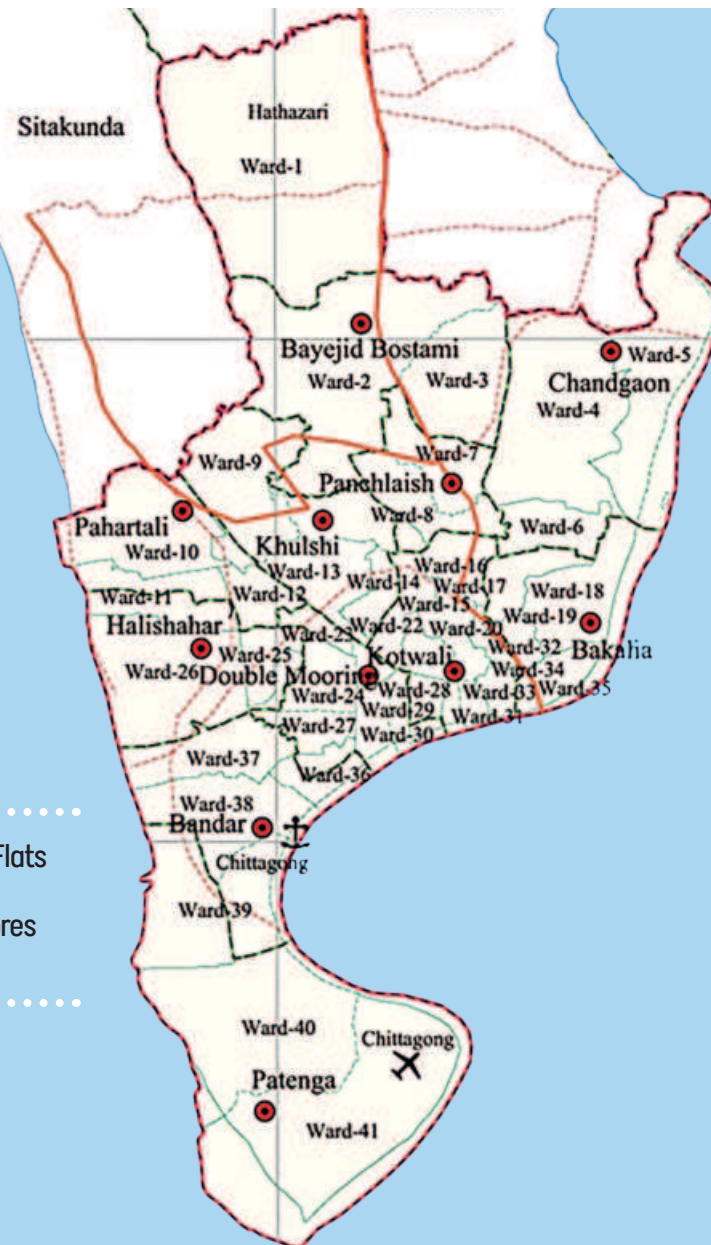 Hathazari
Sitakunda
Ward-1
Bayejid Bostami
Ward-5
Ward-2
Ward-3
Chandgaon
Ward-4
Ward-7
Ward-9
Panchlaish
Ward-8
Pahartali
Ward-6
Khulshi
Ward-10
Ward-13
Ward-16
Ward-14
Ward-17
Ward-18
Ward-11
Ward-12
Ward-15
Ward-19
Halishahar
Ward-23
Ward-22
Ward-20
Ward-32
Bakalia
Ward-25
Kotwali
Ward-26
Double Mooring
Ward-34
Ward-24
Ward-28
Ward-33
Ward-35
Ward-29
Ward-31
Ward-27
Ward-30
Ward-37
Ward-36
Ward-38
Bandar
Flats
Chittagong
Ward-39
res
Ward-40
Chittagong
Patenga
Ward-41